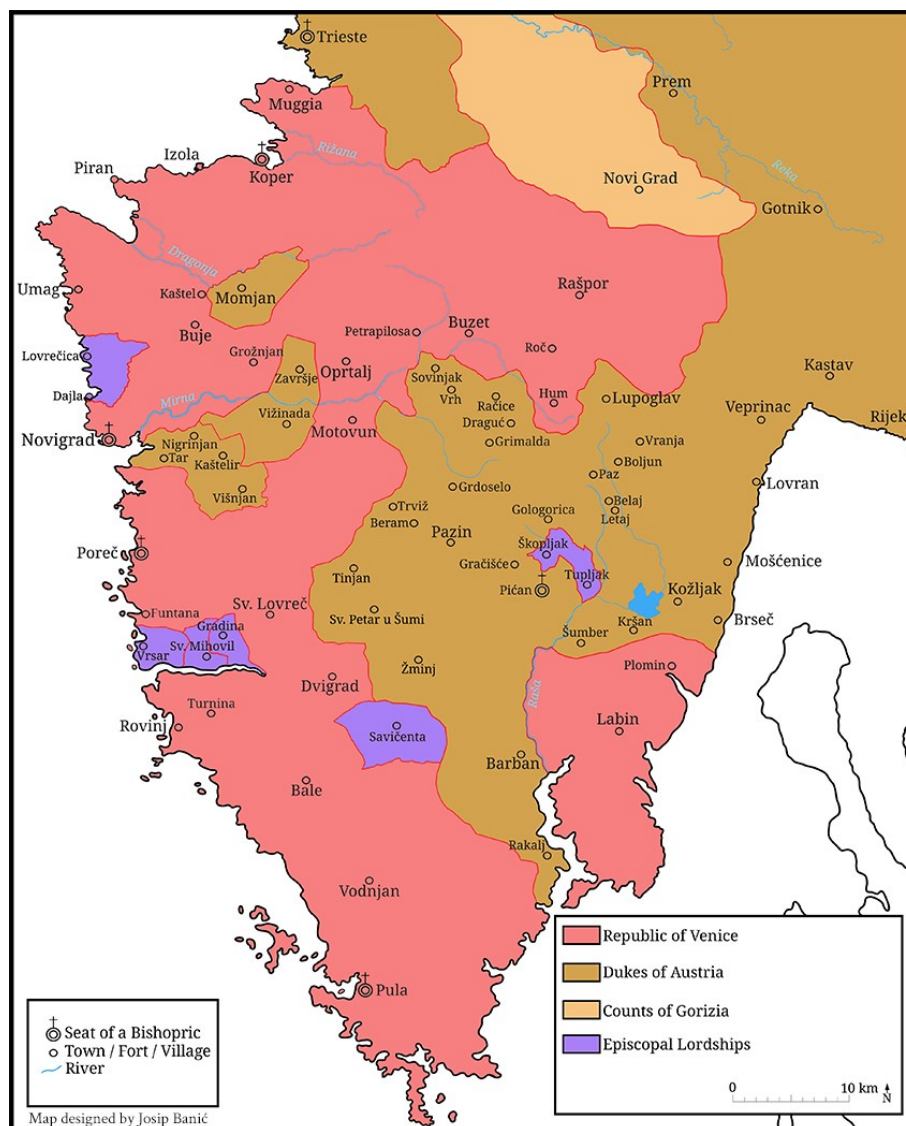 Trieste
Muggia
Prem
Rižana
Izola
Koper
Piran
Reka
Novi Grad
Gotnik
Dragonja
Umag
Kaštel
Momjan
Rašpor
Buje
Petrapilosa
Buzet
Lovrečica
Grožnjan
Roč
Oprtalj
Završje
Sovinjak
Kastav
Dajla
Mirna
Vrh
Račice
Hum
Lupoglav
Vižinada
Draguć
Veprinac
Rijek
Novigrad
Motovun
Nigrinjan
Grimalda
Vranja
Tar
Kaštelir
Boljun
Paz
Višnjan
Grdoselo
Lovran
Trviž
Belaj
Gologorica
Letaj
Beram
Pazin
Poreč
Škopljak
Gračišće
Mošćenice
Tinjan
Tupljak
Pićan
Kožljak
Funtana
Sv. Lovreč
Sv. Petar u Šumi
Gradina
Kršan
Brseč
Šumber
Vrsar
Sv. Mihovil
Žminj
Plomin
Dvigrad
Raša
Turnina
Labin
Rovinj
Savičenta
Barban
Bale
Rakalj
Vodnjan
Pula
Republic of Venice
Dukes of Austria
Counts of Gorizia
Episcopal Lordships
0 10 km
N
Seat of a Bishopric
Town / Fort / Village
River
Map designed by Josip Banić